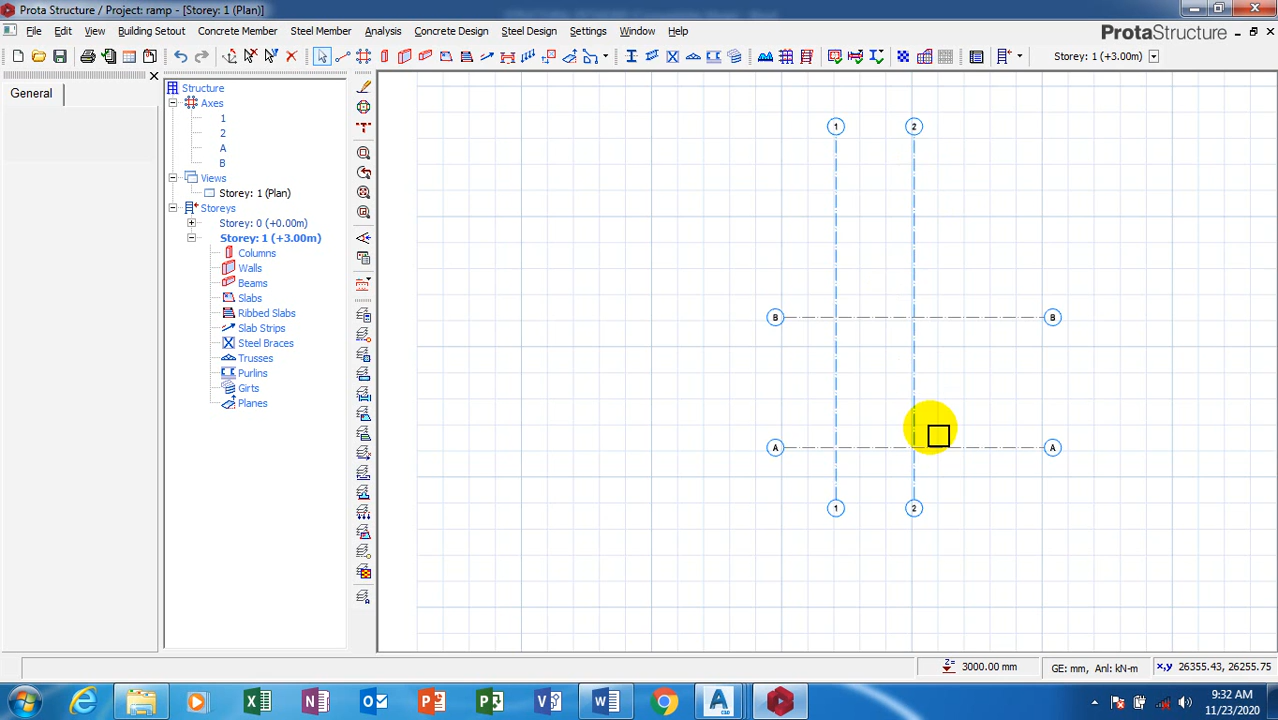 Prota Structure / Project: ramp - [Storey: 1 (Plan)]
File Edit View Building Setout Concrete Member Steel Member Analysis Concrete Design Steel Design Settings Window Help
ProtaStructure
Storey: 1 (+3.00m)
General
Structure
Axes
1
2
A
B
Views
Storey: 1 (Plan)
Storeys
Storey: 0 (+0.00m)
Storey: 1 (+3.00m)
Columns
Walls
Beams
Slabs
Ribbed Slabs
Slab Strips
Steel Braces
Trusses
Purlins
Girts
Planes
1 2
B B
A A
1 2
Z= 3000.00 mm
GE: mm, Anl: kN-m
x,y 26355.43, 26255.75
9:32 AM
11/23/2020